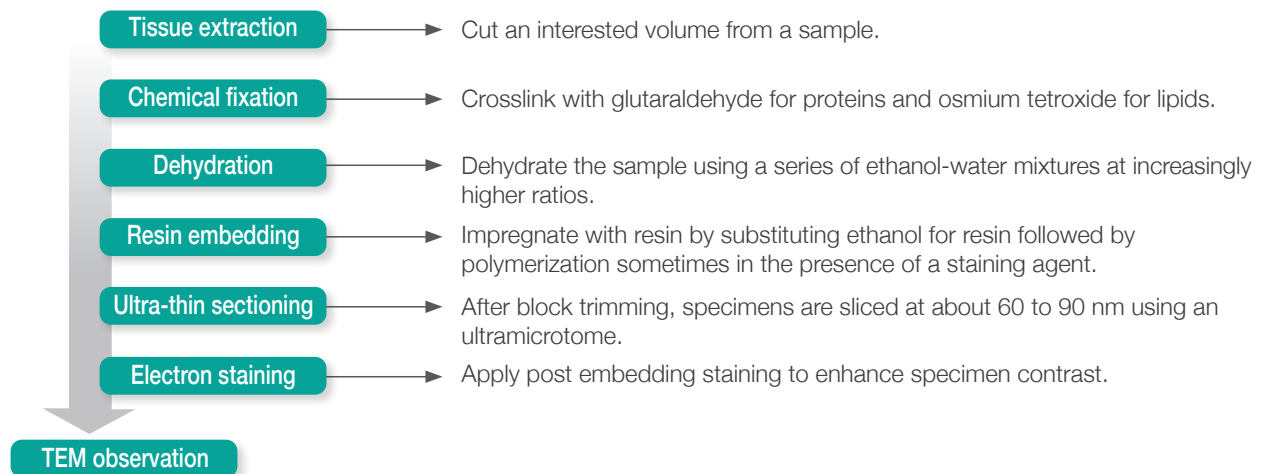 Tissue extraction
Cut an interested volume from a sample.
Chemical fixation
Crosslink with glutaraldehyde for proteins and osmium tetroxide for lipids.
Dehydration
Dehydrate the sample using a series of ethanol-water mixtures at increasingly
higher ratios.
Resin embedding
Impregnate with resin by substituting ethanol for resin followed by
polymerization sometimes in the presence of a staining agent.
Ultra-thin sectioning
After block trimming, specimens are sliced at about 60 to 90 nm using an
ultramicrotome.
Electron staining
Apply post embedding staining to enhance specimen contrast.
TEM observation